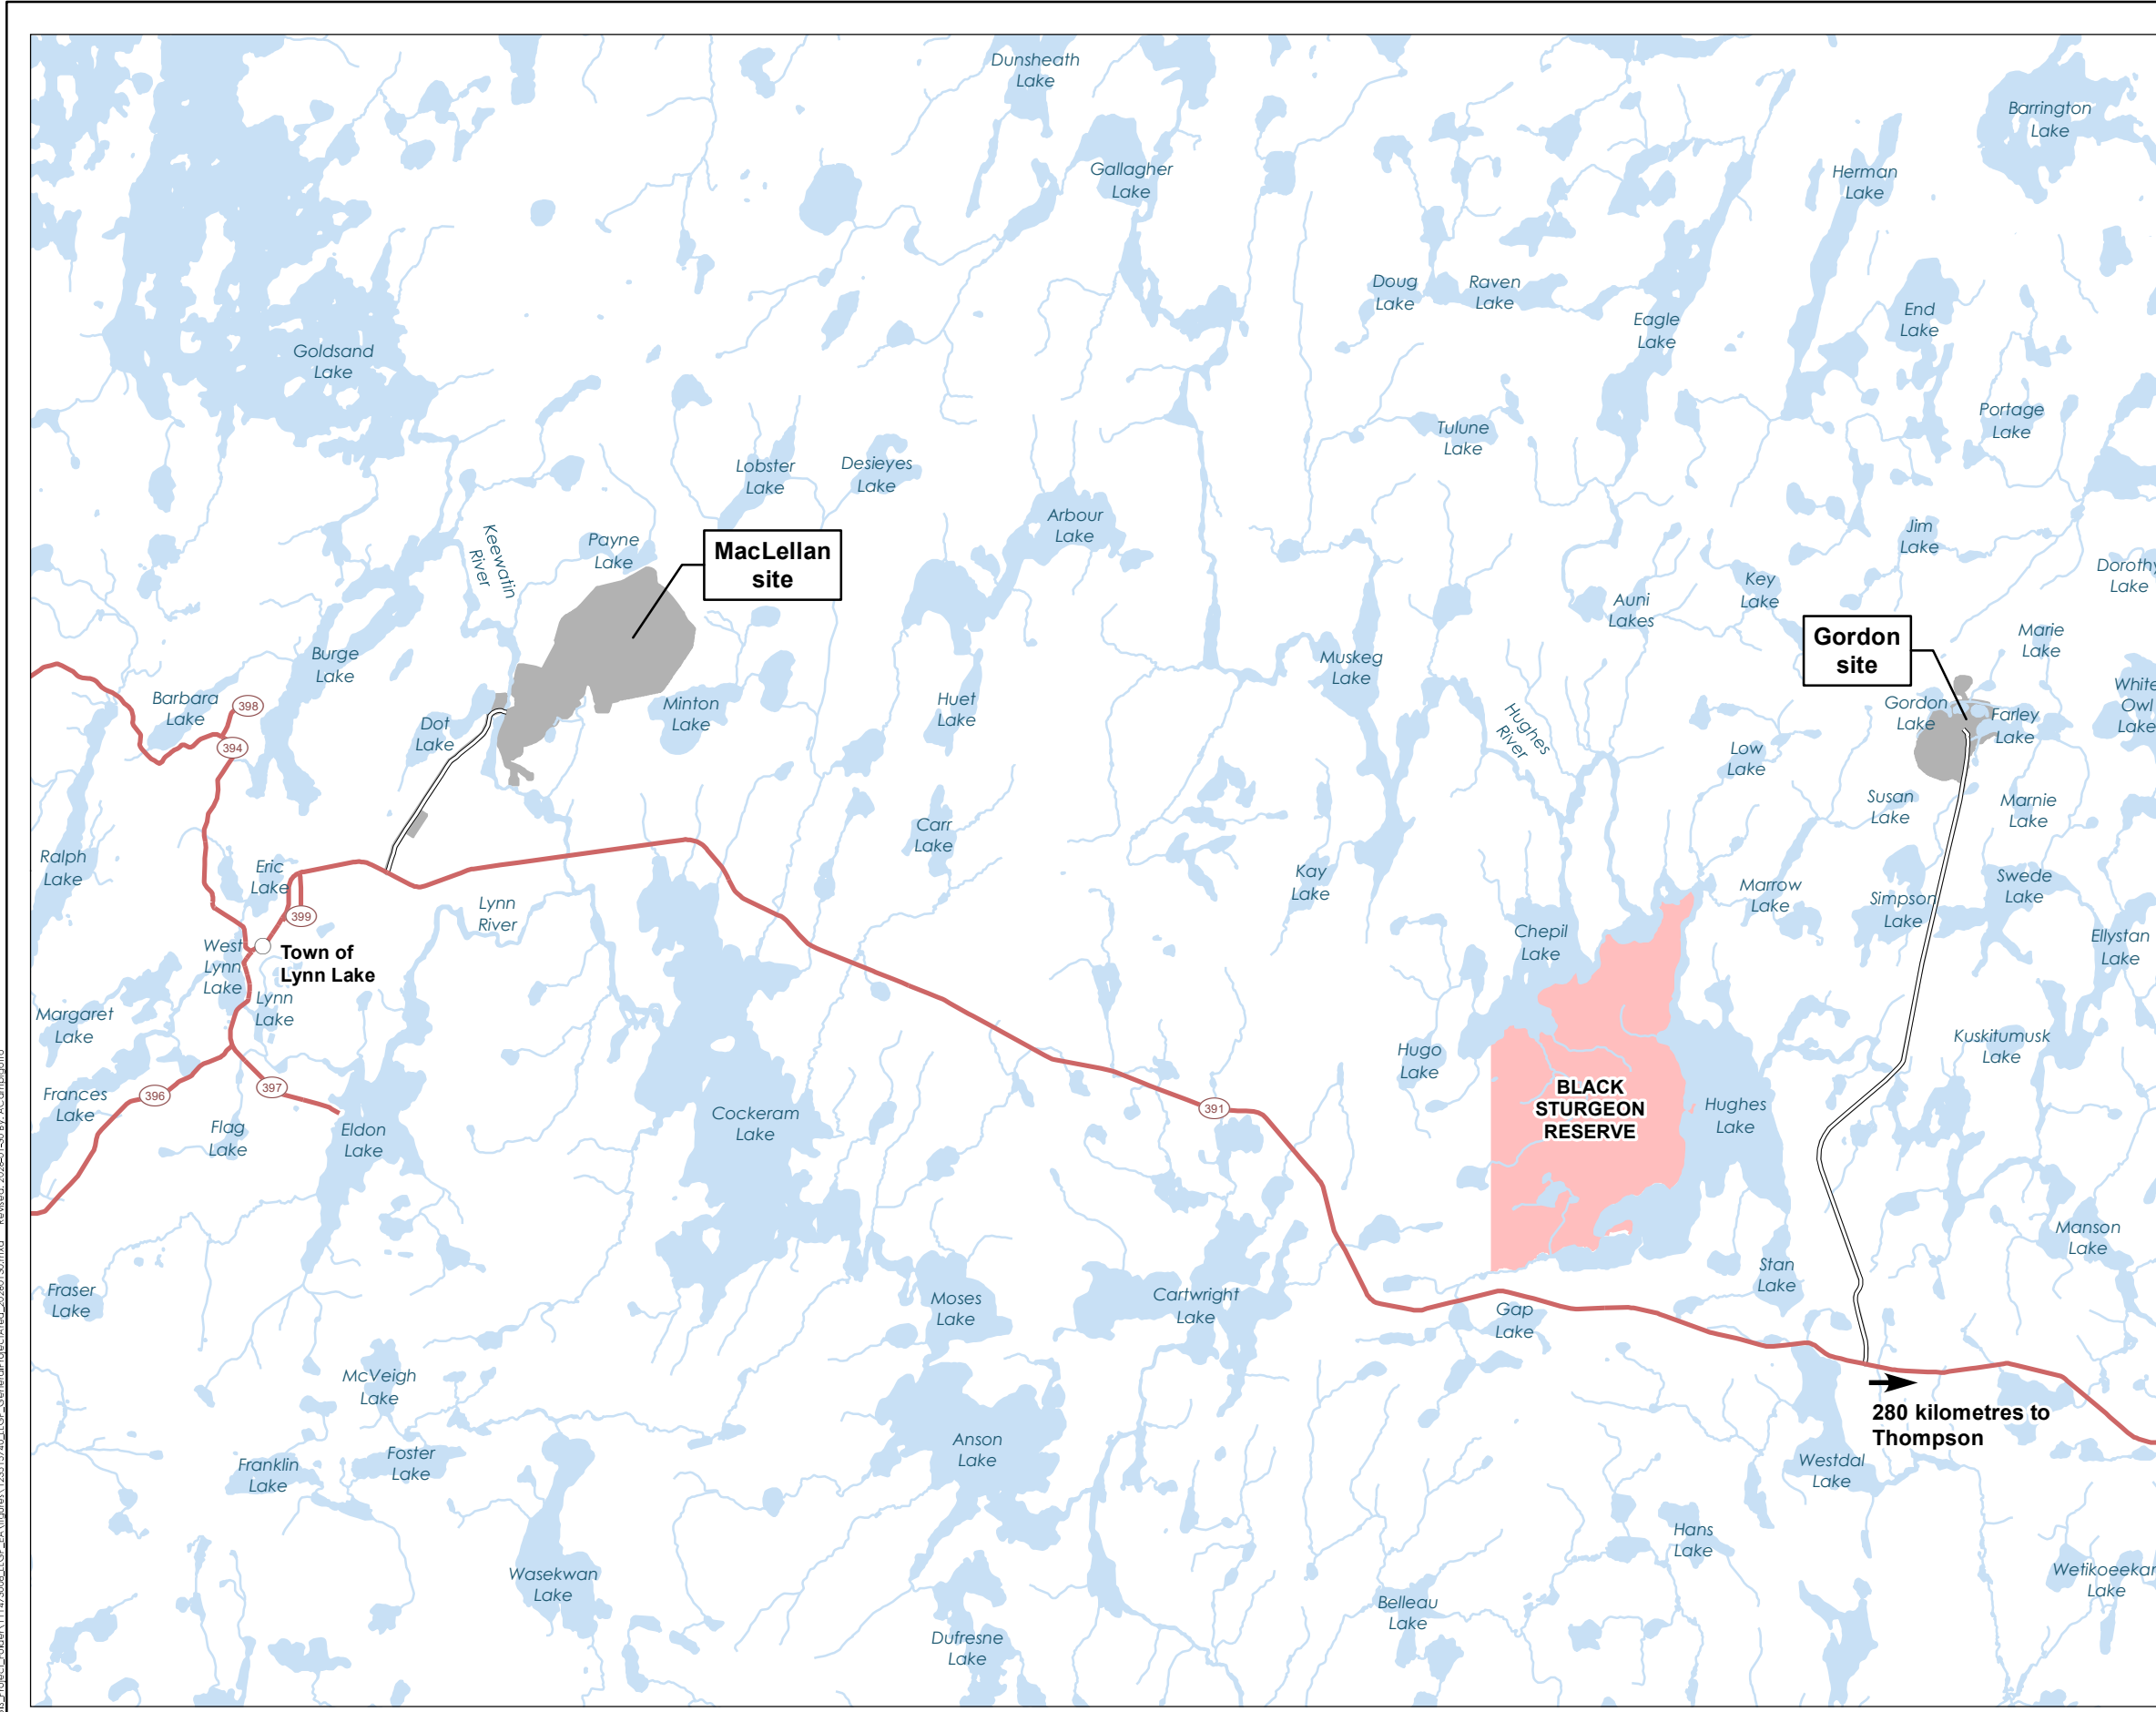 Dunsheath
Lake
Barrington
Lake
Gallagher
Lake
Herman
Lake
Doug
Lake
Raven
Lake
End
Lake
Eagle
Lake
Goldsand
Lake
Portage
Lake
Tulune
Lake
Lobster
Lake
Desieyes
Lake
Arbour
Lake
Jim
Lake
Keewatin
River
Payne
Lake
MacLellan
site
Dorothy
Lake
Key
Lake
Auni
Lakes
Gordon
site
Marie
Lake
Burge
Lake
Muskeg
Lake
White
Owl
Lake
Barbara
Lake
398
Minton
Lake
Huet
Lake
Gordon
Lake
Farley
Lake
Dot
Lake
Hughes
River
394
Low
Lake
Susan
Lake
Marnie
Lake
Carr
Lake
Ralph
Lake
Eric
Lake
Kay
Lake
Marrow
Lake
Swede
Lake
Simpson
Lake
Lynn
River
399
Chepil
Lake
Ellystan
Lake
West
Lynn
Lake
Town of
Lynn Lake
Lynn
Lake
Margaret
Lake
Kuskitumusk
Lake
Hugo
Lake
BLACK
STURGEON
RESERVE
397
396
Frances
Lake
391
Hughes
Lake
Cockeram
Lake
Flag
Lake
Eldon
Lake
Manson
Lake
Stan
Lake
Fraser
Lake
Moses
Lake
Cartwright
Lake
Gap
Lake
McVeigh
Lake
280 kilometres to
Thompson
Anson
Lake
Foster
Lake
Franklin
Lake
Westdal
Lake
Hans
Lake
Wasekwan
Lake
Wetikoeekan
Lake
Belleau
Lake
Dufresne
Lake